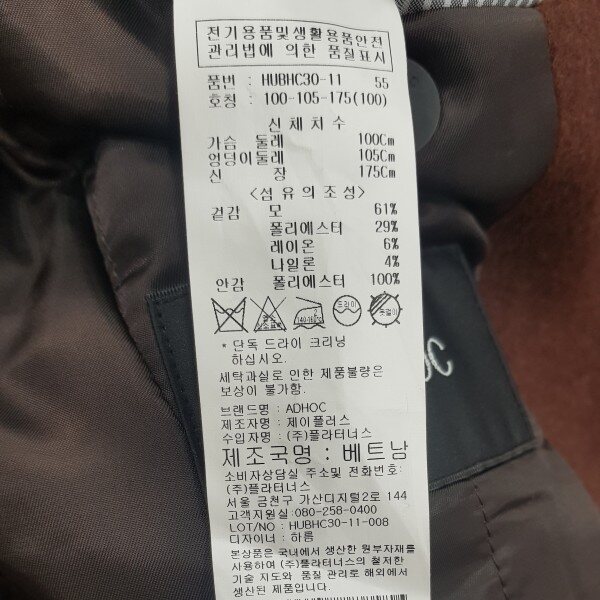 전기용품및생활용품안전
관리법에 의한 품질표시
품번 : HUBHC30-11 55
호칭 : 100-105-175(100)
신체치수
가슴 둘레 100Cm
엉덩이둘레 105Cm
신 장 175Cm
<섬유의조성>
겉감 모 61%
폴리에스터 29%
레이온 6%
나일론 4%
안감 폴리에스터 100%
140-160℃ 드라이 옷걸이
* 단독 드라이 크리닝
하십시오.
세탁과실로 인한 제품불량은
보상이 불가함.
브랜드명 : ADHOC
제조자명 : 제이플러스
수입자명 : (주)플라터너스
제조국명 : 베트남
소비자상담실 주소및 전화번호:
(주)플라터너스
서울 금천구 가산디지털2로 144
고객지원실:080-258-0400
LOT/NO : HUBHC30-11-008
디자이너 : 하름
본상품은 국내에서 생산한 원부자재를
사용하여 (주)플라터너스의 철저한
기술 지도와 품질 관리로 해외에서
생산된 제품입니다.
OC